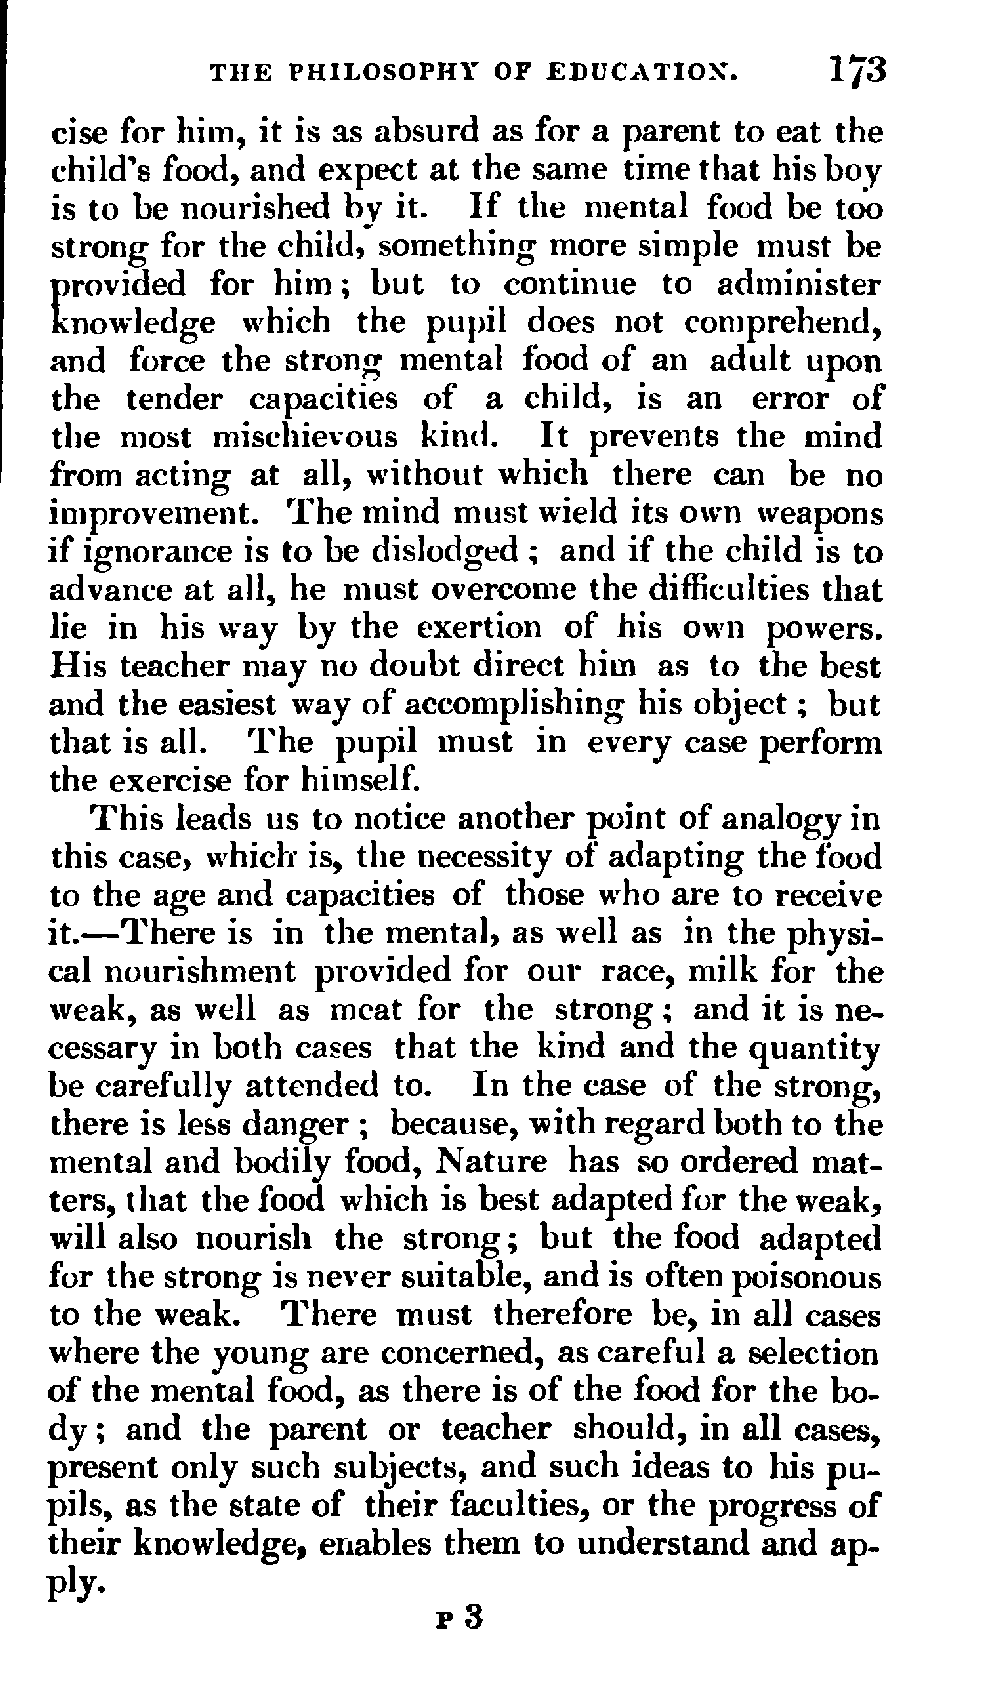 THE PHILOSOPHY OF EDUCATION. 173
cise for him, it is as absurd as for a parent to eat the
child's food, and expect at the same time that his boy
is to be nourished by it. If the mental food be too
strong for the child, something more simple must be
provided for him; but to continue to administer
knowledge which the pupil does not comprehend,
and force the strong mental food of an adult upon
the tender capacities of a child, is an error of
the most mischievous kind. It prevents the mind
from acting at all, without which there can be no
improvement. The mind must wield its own weapons
if ignorance is to be dislodged; and if the child is to
advance at all, he must overcome the difficulties that
lie in his way by the exertion of his own powers.
His teacher may no doubt direct him as to the best
and the easiest way of accomplishing his object; but
that is all. The pupil must in every case perform
the exercise for himself.
This leads us to notice another point of analogy in
this case, which is, the necessity of adapting the food
to the age and capacities of those who are to receive
it.—There is in the mental, as well as in the physi-
cal nourishment provided for our race, milk for the
weak, as well as meat for the strong; and it is ne-
cessary in both cases that the kind and the quantity
be carefully attended to. In the case of the strong,
there is less danger; because, with regard both to the
mental and bodily food, Nature has so ordered mat-
ters, that the food which is best adapted for the weak,
will also nourish the strong; but the food adapted
for the strong is never suitable, and is often poisonous
to the weak. There must therefore be, in all cases
where the young are concerned, as careful a selection
of the mental food, as there is of the food for the bo-
dy; and the parent or teacher should, in all cases,
present only such subjects, and such ideas to his pu-
pils, as the state of their faculties, or the progress of
their knowledge, enables them to understand and ap-
ply.
P 3